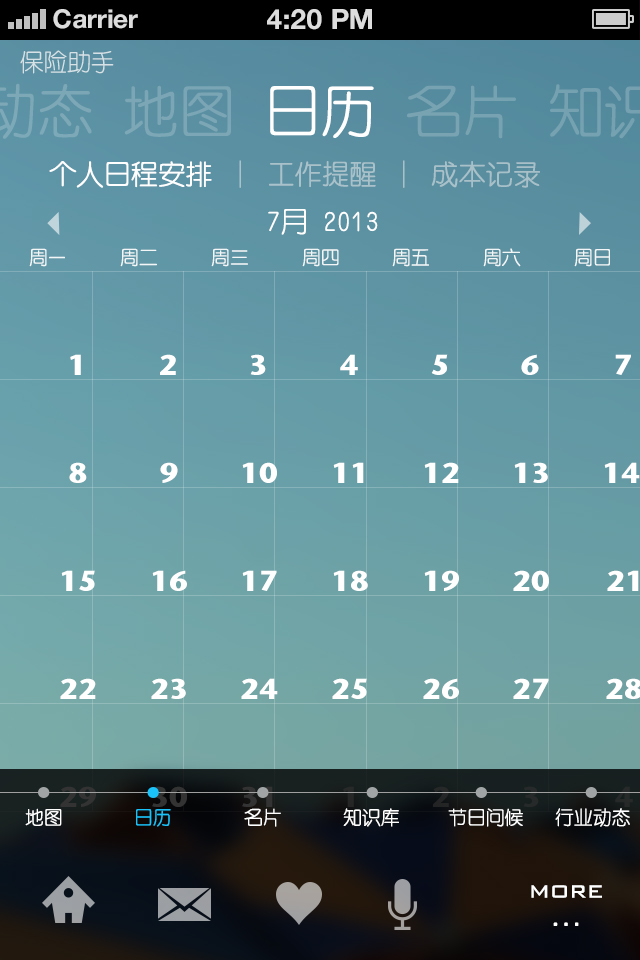 Carrier 4:20 PM
保险助手
动态 地图 日历 名片 知识
个人日程安排 | 工作提醒 | 成本记录
7月 2013
周一 周二 周三 周四 周五 周六 周日
1 2 3 4 5 6 7
8 9 10 11 12 13 14
15 16 17 18 19 20 21
22 23 24 25 26 27 28
29 30 31 1 2 3 4
地图 日历 名片 知识库 节日问候 行业动态
MORE
...